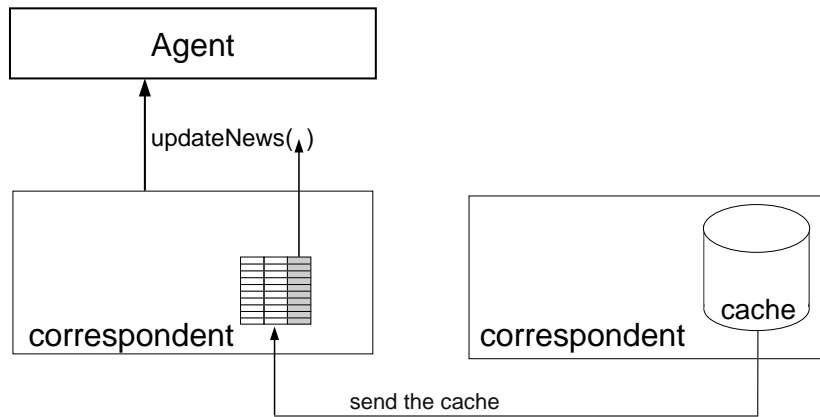 Agent
updateNews( , )
correspondent
cache
correspondent
send the cache